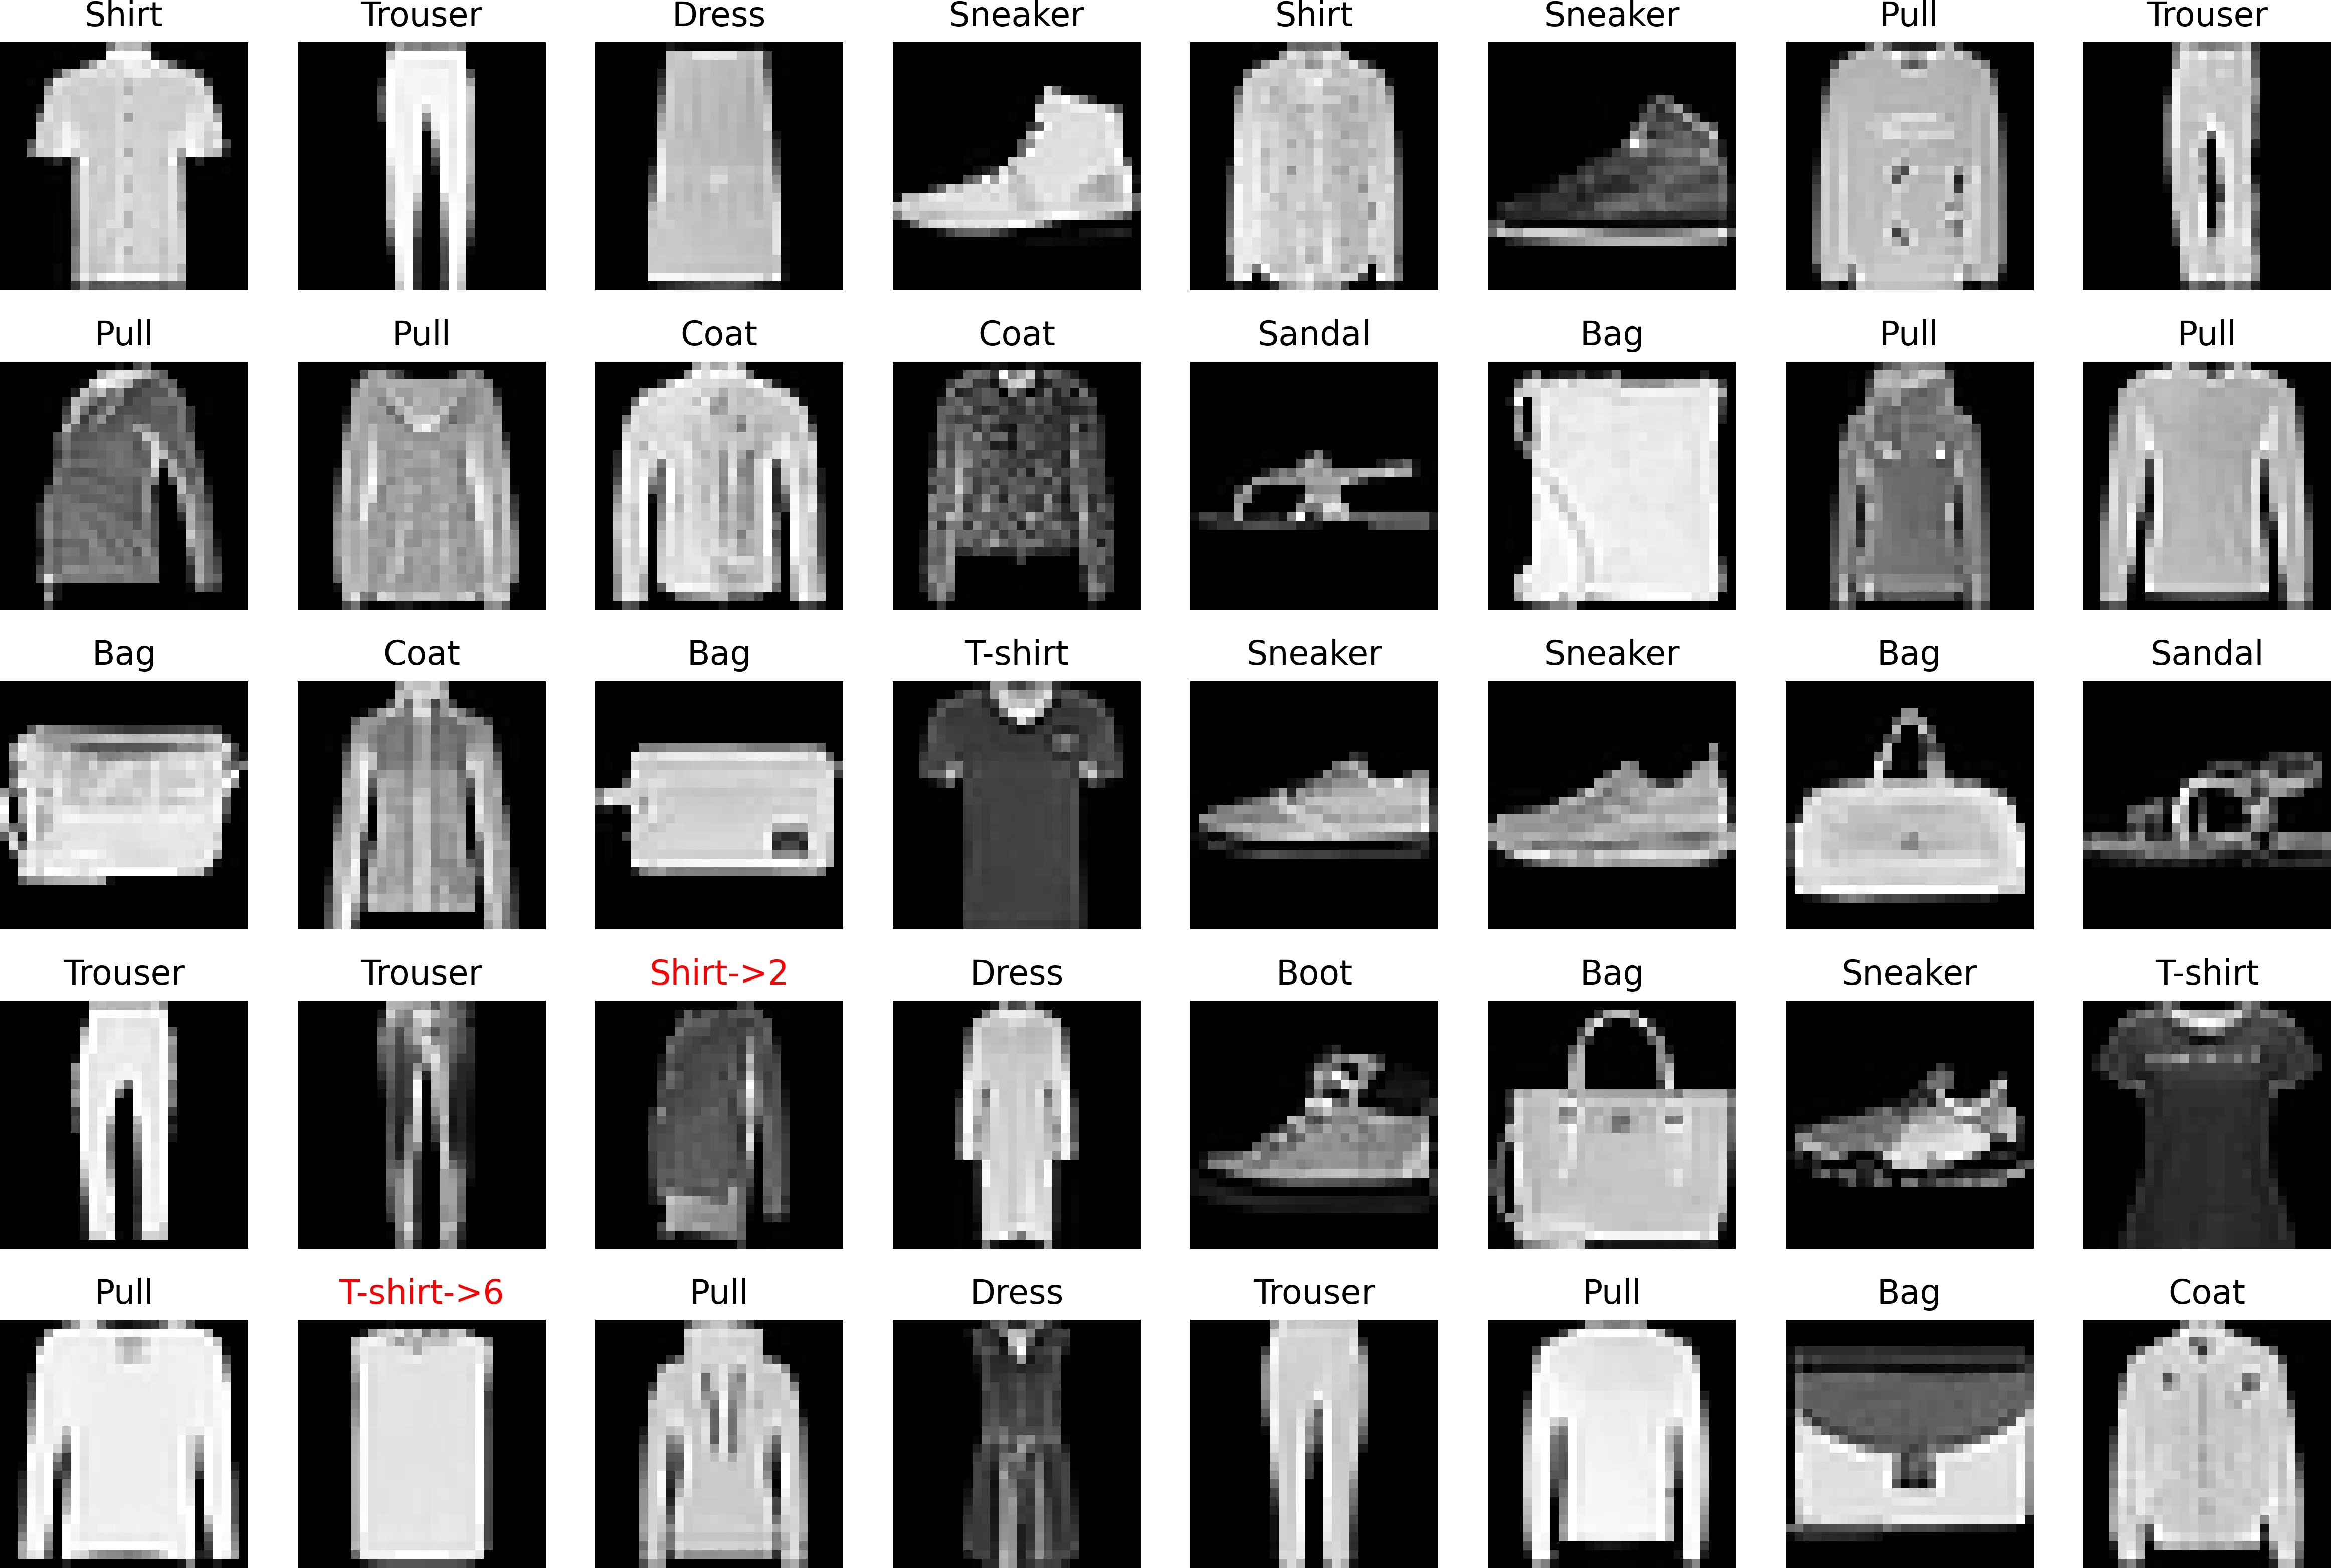 Shirt Trouser Dress Sneaker Shirt Sneaker Pull Trouser
Pull Pull Coat Coat Sandal Bag Pull Pull
Bag Coat Bag T-shirt Sneaker Sneaker Bag Sandal
Trouser Trouser Shirt->2 Dress Boot Bag Sneaker T-shirt
Pull T-shirt->6 Pull Dress Trouser Pull Bag Coat